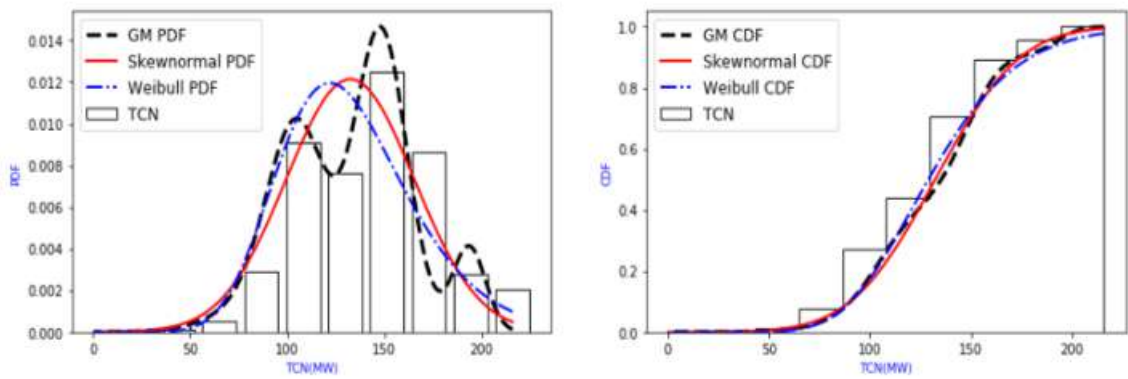 GM PDF
Skewnormal PDF
Weibull PDF
TCN
0.014
0.012
0.010
0.008
0.006
0.004
0.002
0.000
PDF
0 50 100 150 200
TCN(MW)
GM CDF
Skewnormal CDF
Weibull CDF
TCN
1.0
0.8
0.6
0.4
0.2
0.0
CDF
0 50 100 150 200
TCN(MW)